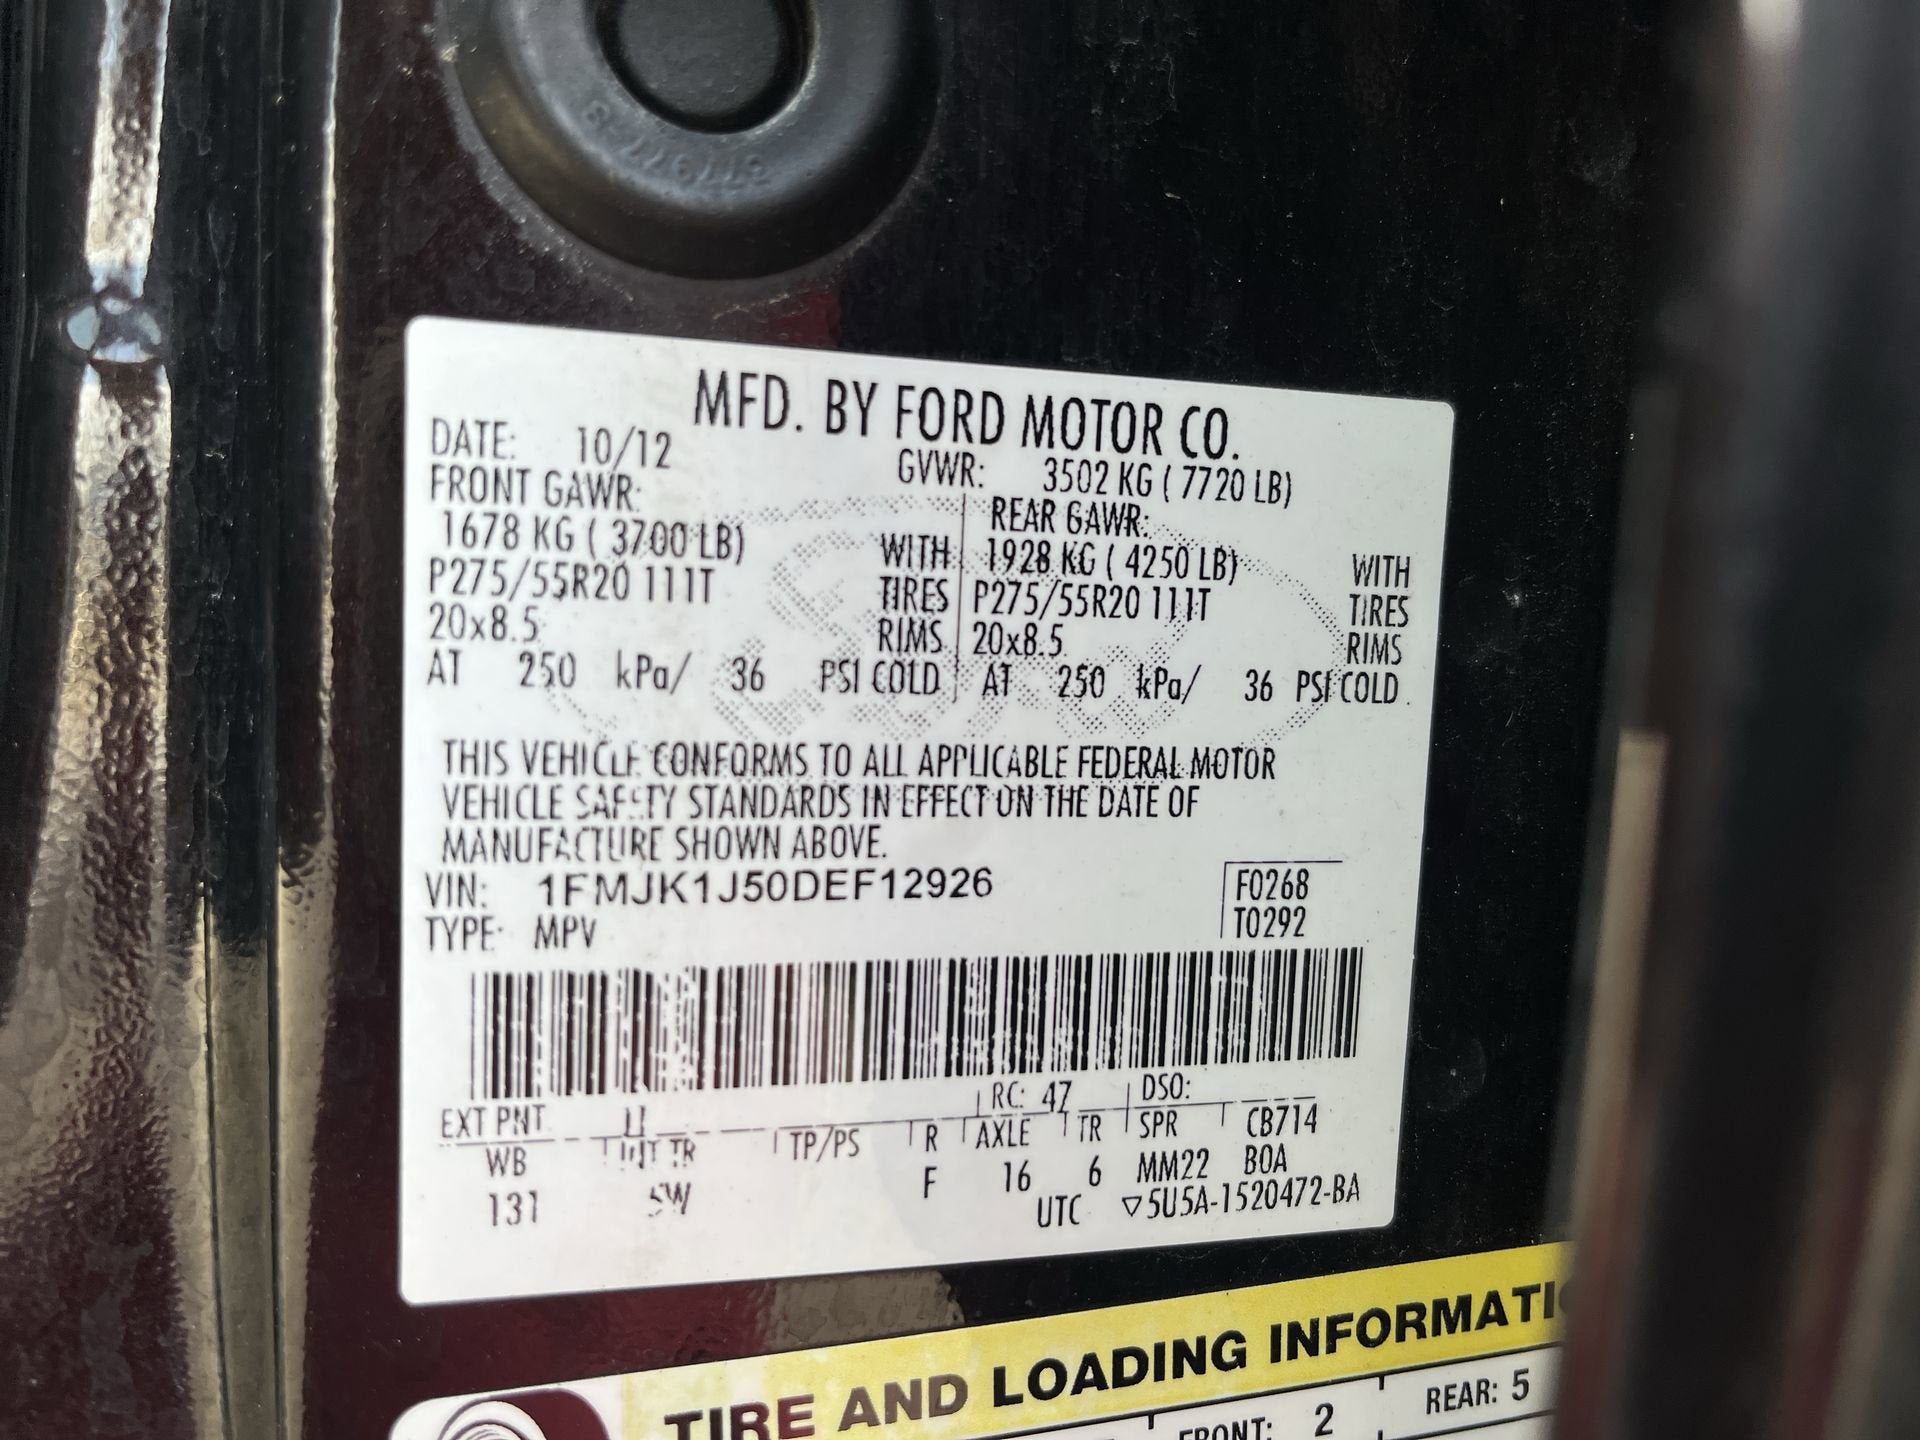 MFD. BY FORD MOTOR CO.
DATE: 10/12 GVWR: 3502 KG ( 7720 LB)
FRONT GAWR: REAR GAWR:
1678 KG ( 3700 LB) WITH 1928 KG ( 4250 LB) WITH
P275/55R20 111T TIRES P275/55R20 111T TIRES
20x8.5 RIMS 20x8.5 RIMS
AT 250 kPa/ 36 PSI COLD AT 250 kPa/ 36 PSI COLD
THIS VEHICLE CONFORMS TO ALL APPLICABLE FEDERAL MOTOR
VEHICLE SAFETY STANDARDS IN EFFECT ON THE DATE OF
MANUFACTURE SHOWN ABOVE.
VIN: 1FMJK1J50DEF12926 F0268
TYPE: MPV T0292
EXT PNT RC: 47 DSO:
WB INT TR TP/PS R AXLE TR SPR CB714
131 F 16 6 MM22 BOA
UTC ▽5U5A-1520472-BA
TIRE AND LOADING
FRONT: 2 REAR: 5